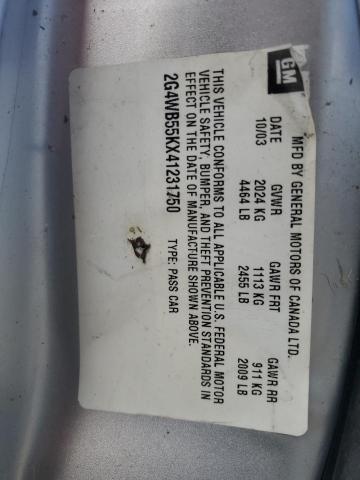 GM
MFD BY GENERAL MOTORS OF CANADA LTD.
DATE GVWR GAWR FRT GAWR RR
10/03 2024 KG 1113 KG 911 KG
4464 LB 2455 LB 2009 LB
THIS VEHICLE CONFORMS TO ALL APPLICABLE U.S. FEDERAL MOTOR
VEHICLE SAFETY, BUMPER, AND THEFT PREVENTION STANDARDS IN
EFFECT ON THE DATE OF MANUFACTURE SHOWN ABOVE.
2G4WB55KX41231750 TYPE: PASS CAR